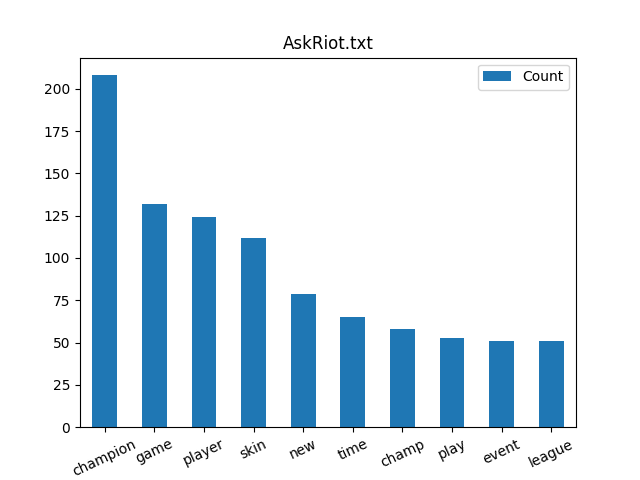 AskRiot.txt
Count
200
175
150
125
100
75
50
25
0
champion
game
player
skin
new
time
champ
play
event
league